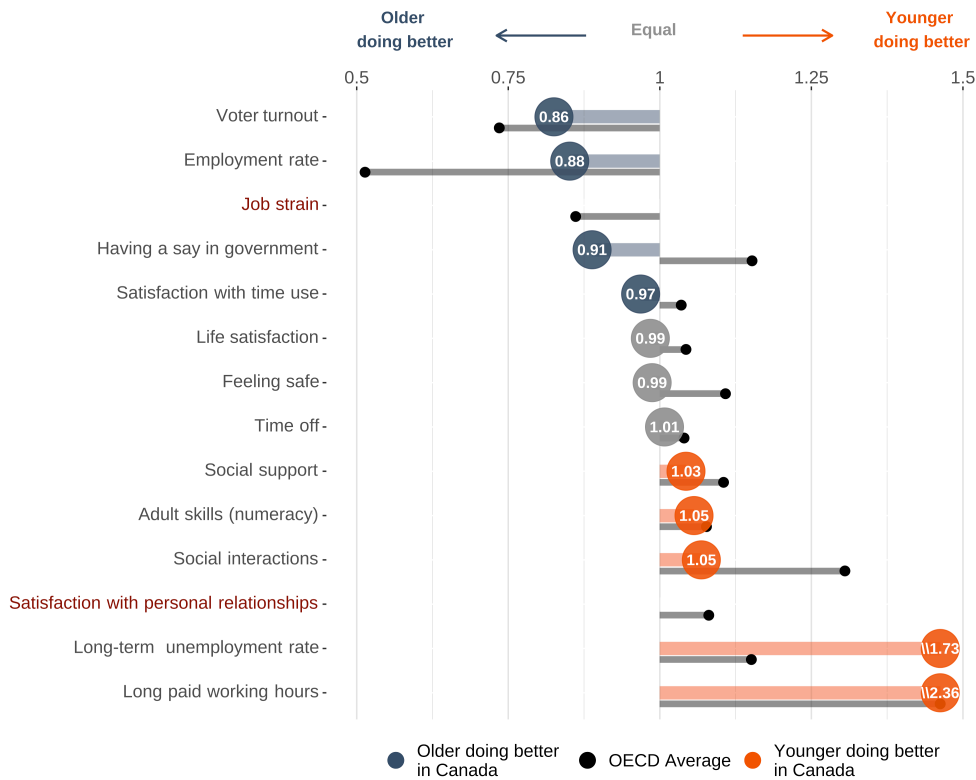 Older
doing better
Equal
Younger
doing better
0.5 0.75 1 1.25 1.5
Voter turnout 0.86
Employment rate 0.88
Job strain
Having a say in government 0.91
Satisfaction with time use 0.97
Life satisfaction 0.99
Feeling safe 0.99
Time off 1.01
Social support 1.03
Adult skills (numeracy) 1.05
Social interactions 1.05
Satisfaction with personal relationships
Long-term unemployment rate \\1.73
Long paid working hours \\2.36
Older doing better
in Canada
OECD Average
Younger doing better
in Canada